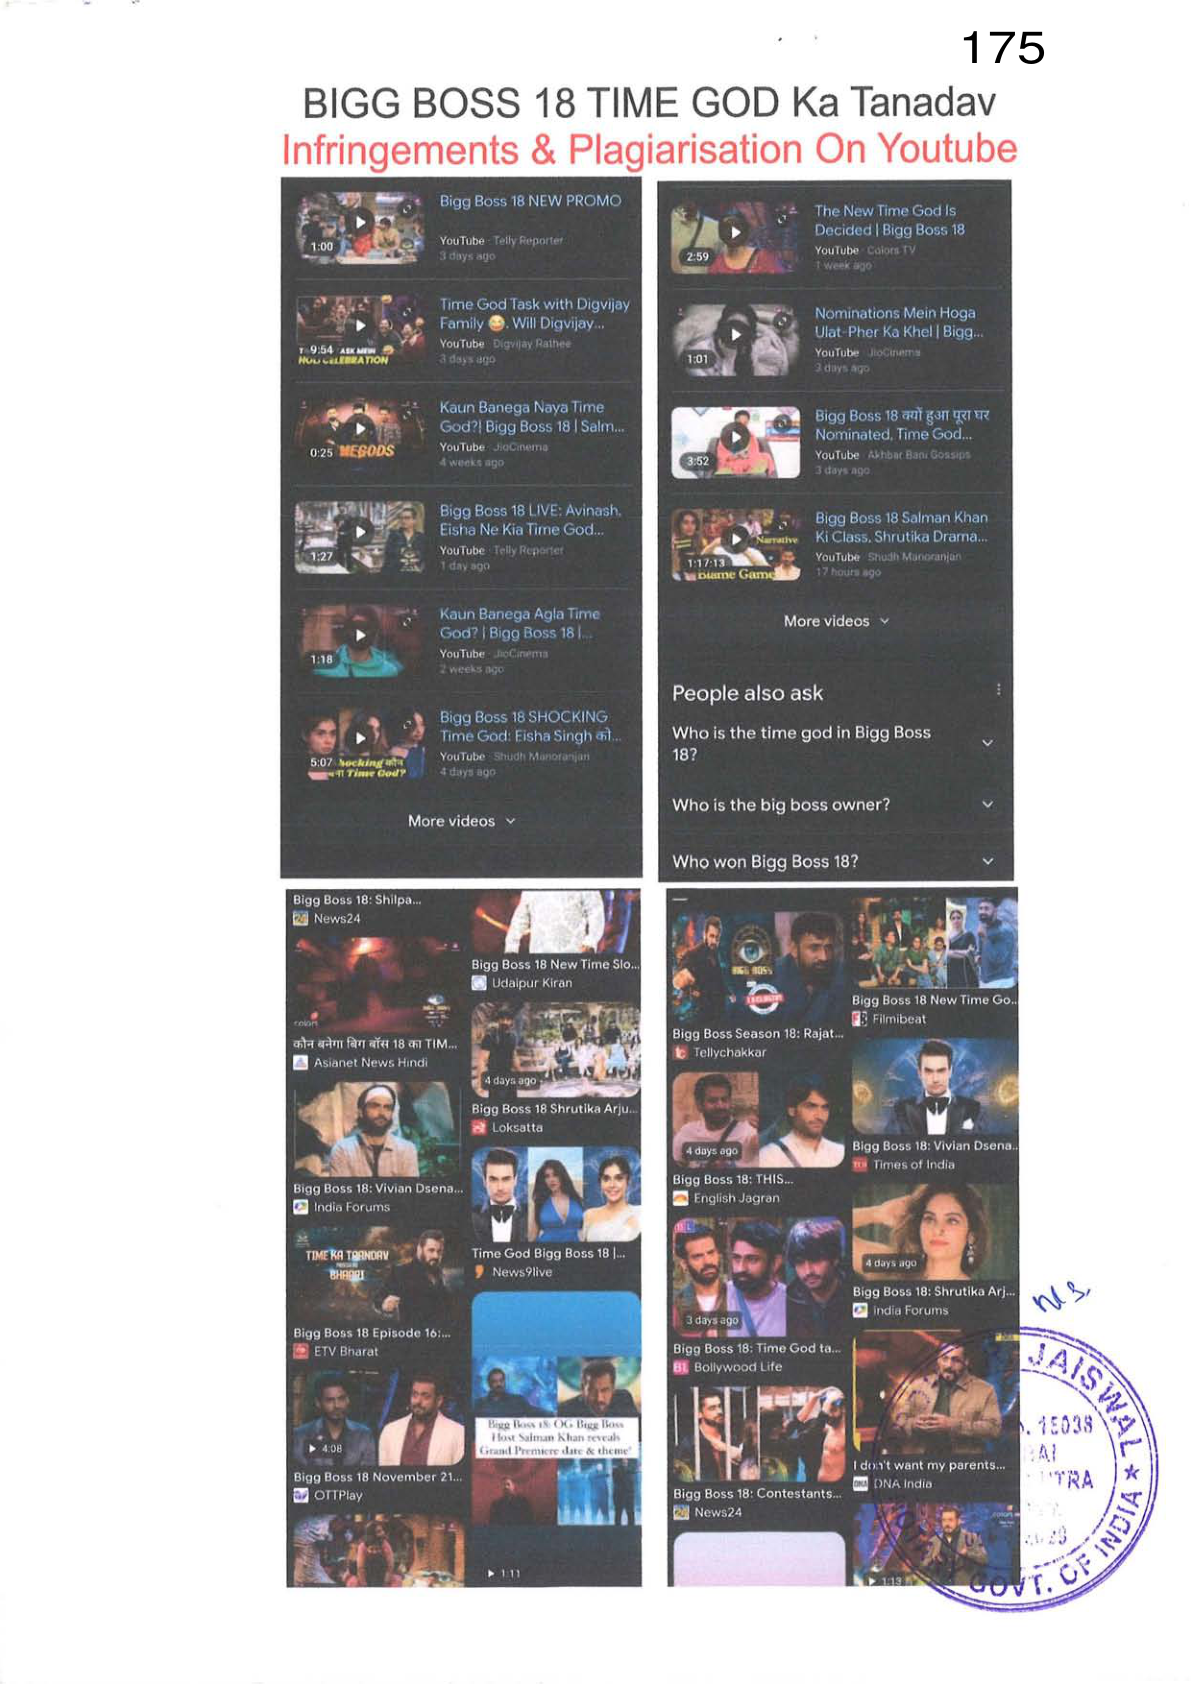 175
BIGG BOSS 18 TIME GOD Ka Tanadav
Infringements & Plagiarisation On Youtube
Bigg Boss 18 NEW PROMO
YouTube · Telly Reporter
3 days ago
1:00
Time God Task with Digvijay
Family 😂. Will Digvijay...
YouTube · Digvijay Rathee
3 days ago
9:54
Kaun Banega Naya Time
God?| Bigg Boss 18 | Salm...
YouTube · JioCinema
4 weeks ago
0:25
Bigg Boss 18 LIVE: Avinash,
Eisha Ne Kia Time God...
YouTube · Telly Reporter
1 day ago
1:27
Kaun Banega Agla Time
God? | Bigg Boss 18 |...
YouTube · JioCinema
2 weeks ago
1:18
Bigg Boss 18 SHOCKING
Time God: Eisha Singh को...
YouTube · Shudh Manoranjan
4 days ago
5:07
More videos
The New Time God Is
Decided | Bigg Boss 18
YouTube · Colors TV
1 week ago
2:59
Nominations Mein Hoga
Ulat-Pher Ka Khel | Bigg...
YouTube · JioCinema
3 days ago
1:01
Bigg Boss 18 क्यों हुआ पूरा घर
Nominated, Time God...
YouTube · Akhbar Bani Gossips
3 days ago
3:52
Bigg Boss 18 Salman Khan
Ki Class, Shrutika Drama...
YouTube · Shudh Manoranjan
17 hours ago
Narrative
1:17:13
Blame Game
More videos
People also ask
Who is the time god in Bigg Boss
18?
Who is the big boss owner?
Who won Bigg Boss 18?
Bigg Boss 18: Shilpa...
News24
कौन बनेगा बिग बॉस 18 का TIM...
Asianet News Hindi
Bigg Boss 18: Vivian Dsena...
India Forums
TIME KA TAANDAV
BHAARI
Bigg Boss 18 Episode 16:...
ETV Bharat
4:08
Bigg Boss 18 November 21...
OTTPlay
Bigg Boss 18 New Time Slo...
Udaipur Kiran
4 days ago
Bigg Boss 18 Shrutika Arju...
Loksatta
Time God Bigg Boss 18 |...
News9live
Bigg Boss 18: OG Bigg Boss
Host Salman Khan reveals
Grand Premiere date & theme'
1:11
BIGG BOSS
Bigg Boss Season 18: Rajat...
Tellychakkar
4 days ago
Bigg Boss 18: THIS...
English Jagran
3 days ago
Bigg Boss 18: Time God ta...
Bollywood Life
Bigg Boss 18: Contestants...
News24
Bigg Boss 18 New Time Go...
Filmibeat
Bigg Boss 18: Vivian Dsena...
Times of India
4 days ago
Bigg Boss 18: Shrutika Arj...
India Forums
I don't want my parents...
DNA India
1:13
JAISWAL
15038
GOVT. OF INDIA